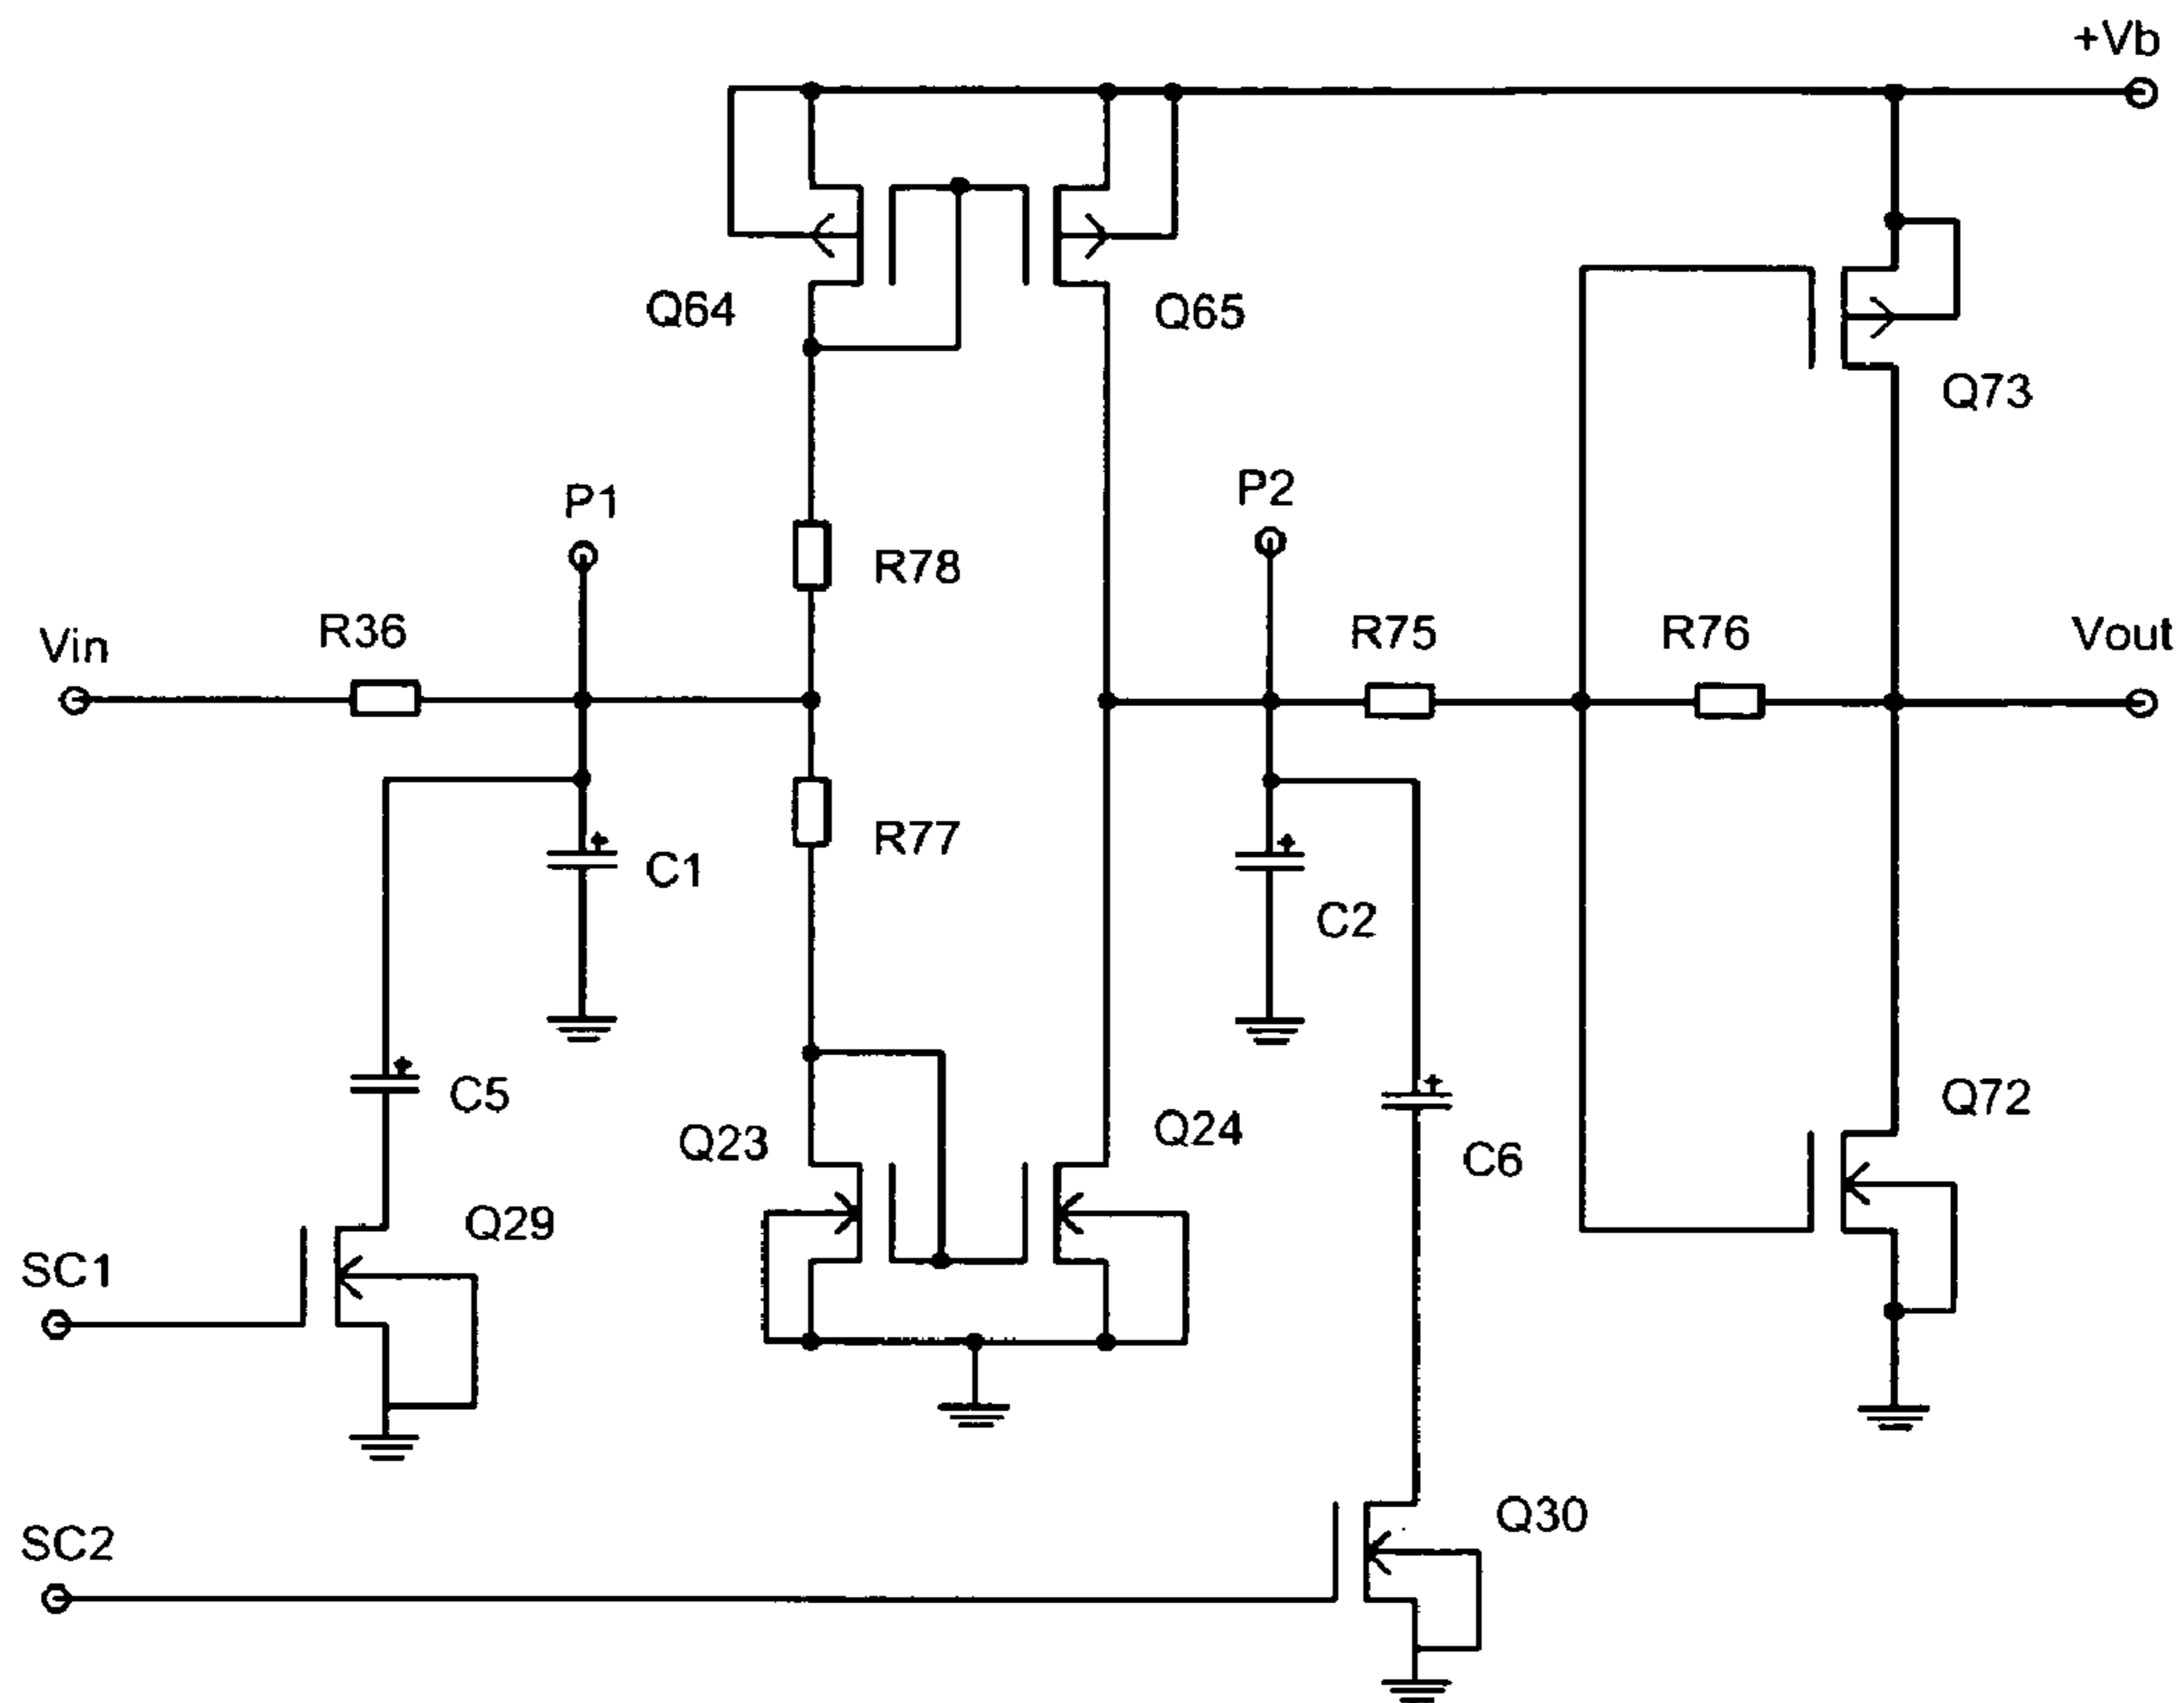 +Vb
Q64
Q65
Q73
P1
P2
R78
Vin
R36
R75
R76
Vout
R77
C1
C2
C5
Q23
Q24
Q72
C6
Q29
SC1
Q30
SC2